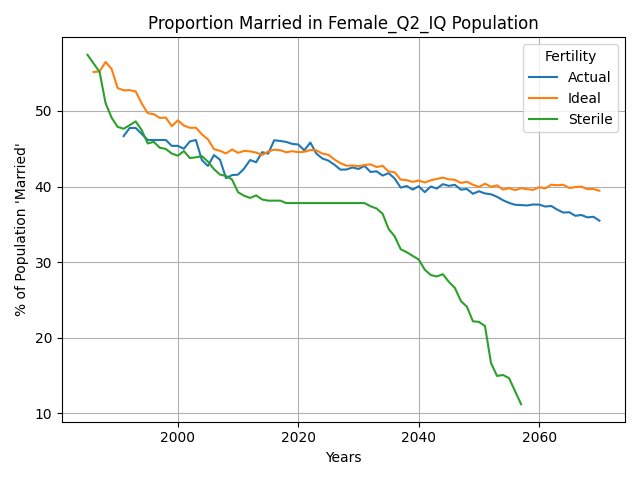 Proportion Married in Female_Q2_IQ Population
Fertility
Actual
Ideal
Sterile
% of Population 'Married'
50
40
30
20
10
2000
2020
2040
2060
Years